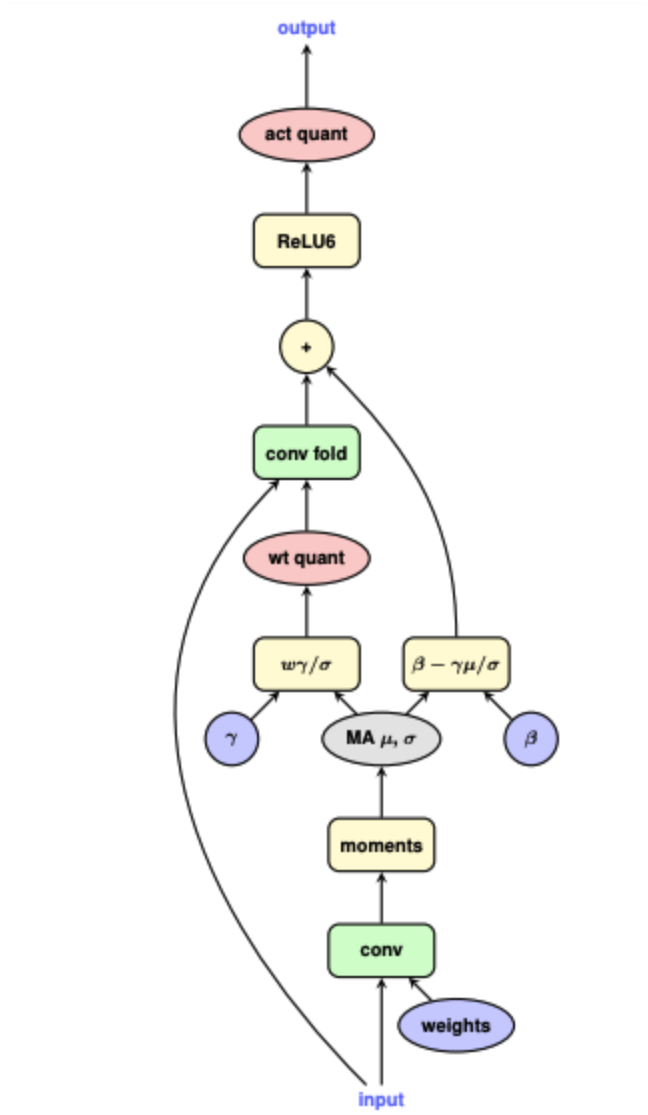 output
act quant
ReLU6
+
conv fold
wt quant
wγ/σ
β − γμ/σ
γ
MA μ, σ
β
moments
conv
weights
input